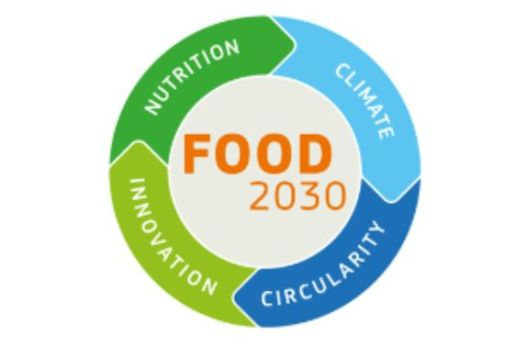 NUTRITION
CLIMATE
FOOD
2030
INNOVATION
CIRCULARITY